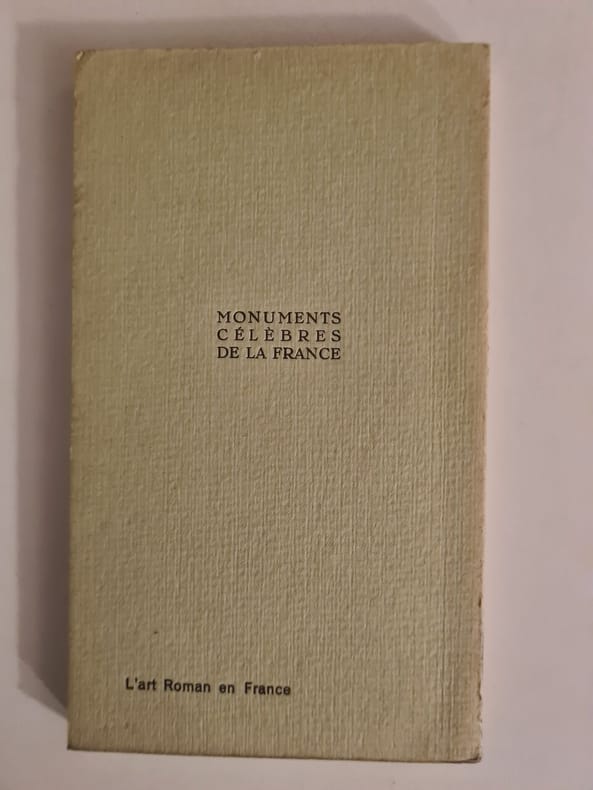 MONUMENTS
CÉLÈBRES
DE LA FRANCE
L'art Roman en France